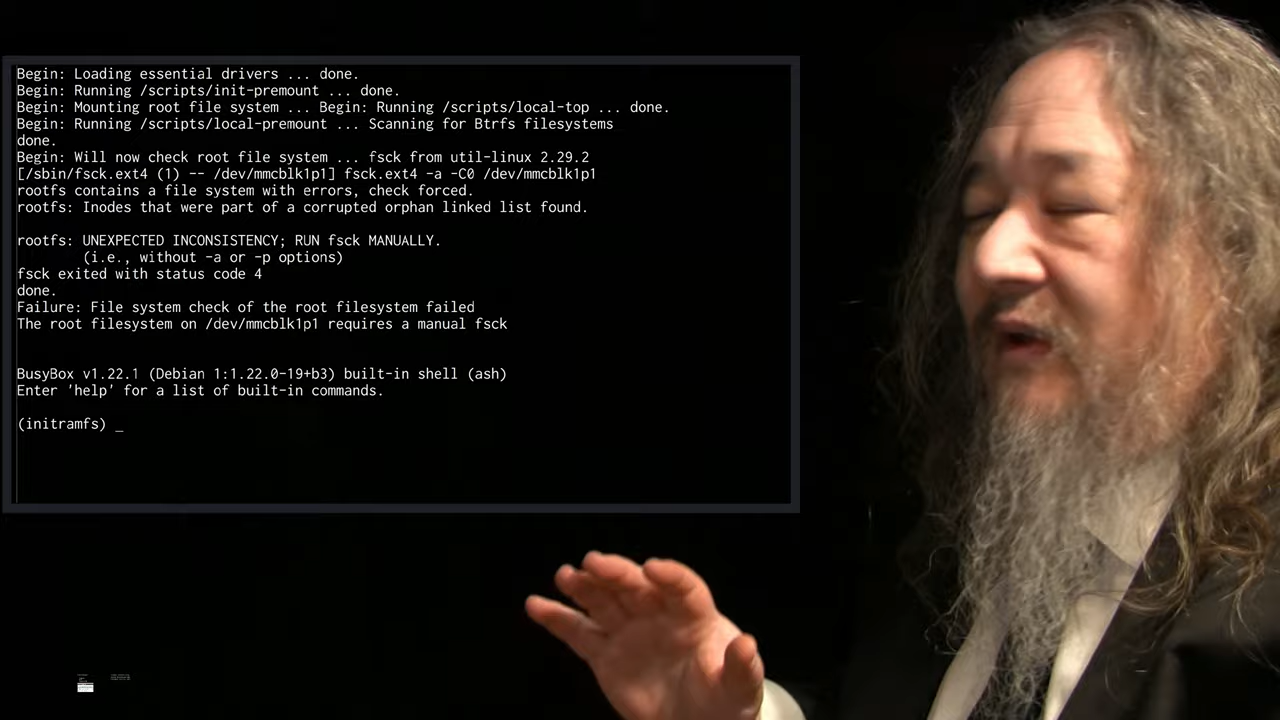 Begin: Loading essential drivers ... done.
Begin: Running /scripts/init-premount ... done.
Begin: Mounting root file system ... Begin: Running /scripts/local-top ... done.
Begin: Running /scripts/local-premount ... Scanning for Btrfs filesystems
done.
Begin: Will now check root file system ... fsck from util-linux 2.29.2
[/sbin/fsck.ext4 (1) -- /dev/mmcblk1p1] fsck.ext4 -a -C0 /dev/mmcblk1p1
rootfs contains a file system with errors, check forced.
rootfs: Inodes that were part of a corrupted orphan linked list found.
rootfs: UNEXPECTED INCONSISTENCY; RUN fsck MANUALLY.
(i.e., without -a or -p options)
fsck exited with status code 4
done.
Failure: File system check of the root filesystem failed
The root filesystem on /dev/mmcblk1p1 requires a manual fsck
BusyBox v1.22.1 (Debian 1:1.22.0-19+b3) built-in shell (ash)
Enter 'help' for a list of built-in commands.
(initramfs) _